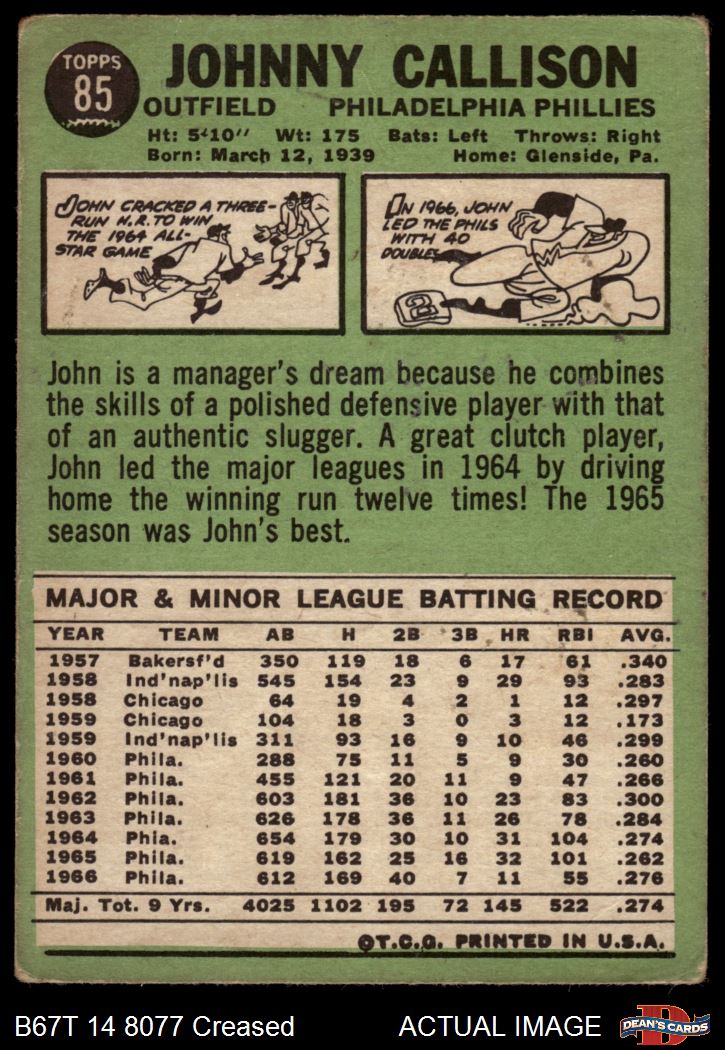 TOPPS
85
JOHNNY CALLISON
OUTFIELD PHILADELPHIA PHILLIES
Ht: 5'10" Wt: 175 Bats: Left Throws: Right
Born: March 12, 1939 Home: Glenside, Pa.
JOHN CRACKED A THREE-
RUN H.R. TO WIN
THE 1964 ALL-
STAR GAME
IN 1966, JOHN
LED THE PHILS
WITH 40
DOUBLES
John is a manager's dream because he combines
the skills of a polished defensive player with that
of an authentic slugger. A great clutch player,
John led the major leagues in 1964 by driving
home the winning run twelve times! The 1965
season was John's best.
MAJOR & MINOR LEAGUE BATTING RECORD
YEAR TEAM AB H 2B 3B HR RBI AVG.
1957 Bakersf'd 350 119 18 6 17 61 .340
1958 Ind'nap'lis 545 154 23 9 29 93 .283
1958 Chicago 64 19 4 2 1 12 .297
1959 Chicago 104 18 3 0 3 12 .173
1959 Ind'nap'lis 311 93 16 9 10 46 .299
1960 Phila. 288 75 11 5 9 30 .260
1961 Phila. 455 121 20 11 9 47 .266
1962 Phila. 603 181 36 10 23 83 .300
1963 Phila. 626 178 36 11 26 78 .284
1964 Phia. 654 179 30 10 31 104 .274
1965 Phila. 619 162 25 16 32 101 .262
1966 Phila. 612 169 40 7 11 55 .276
Maj. Tot. 9 Yrs. 4025 1102 195 72 145 522 .274
©T.C.G. PRINTED IN U.S.A.
B67T 14 8077 Creased ACTUAL IMAGE
DEAN'S CARDS